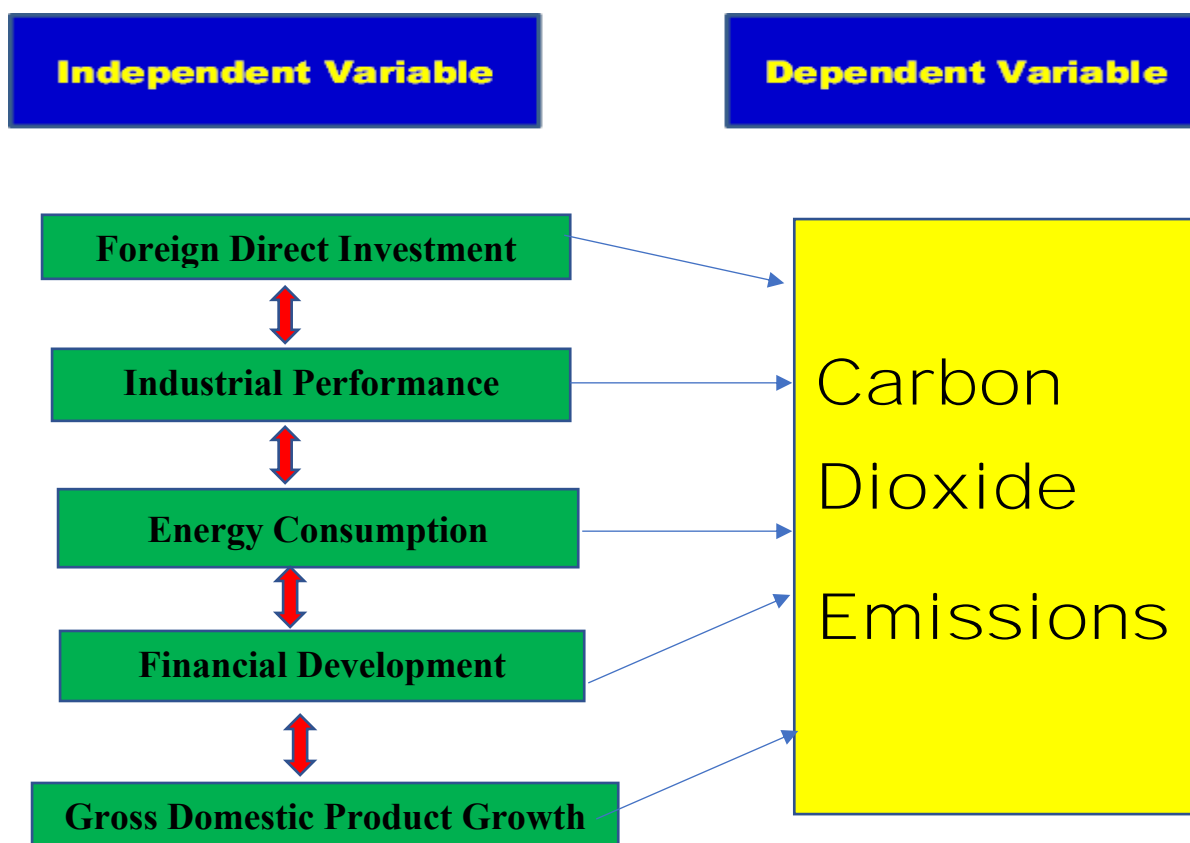 Independent Variable
Dependent Variable
Foreign Direct Investment
Industrial Performance
Energy Consumption
Financial Development
Gross Domestic Product Growth
Carbon
Dioxide
Emissions